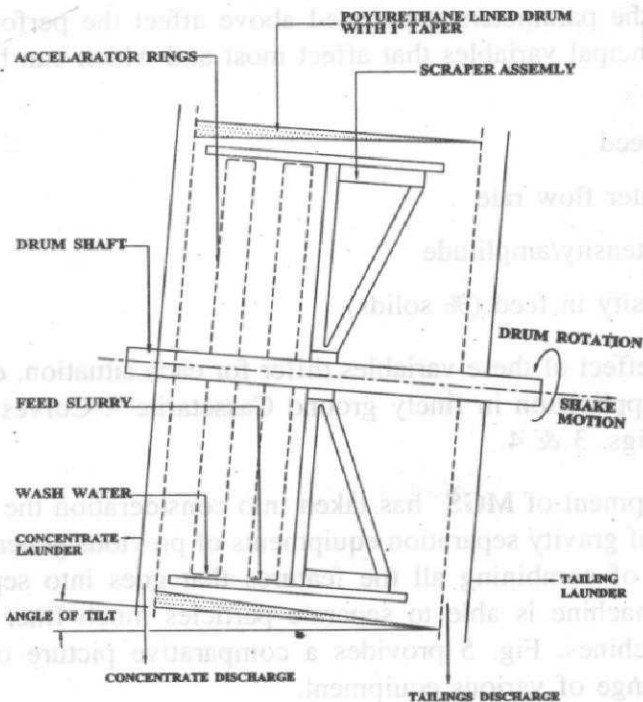 POYURETHANE LINED DRUM
WITH 1° TAPER
ACCELARATOR RINGS
SCRAPER ASSEMLY
DRUM SHAFT
DRUM ROTATION
FEED SLURRY
SHAKE
MOTION
WASH WATER
CONCENTRATE
LAUNDER
TAILING
LAUNDER
ANGLE OF TILT
CONCENTRATE DISCHARGE
TAILINGS DISCHARGE